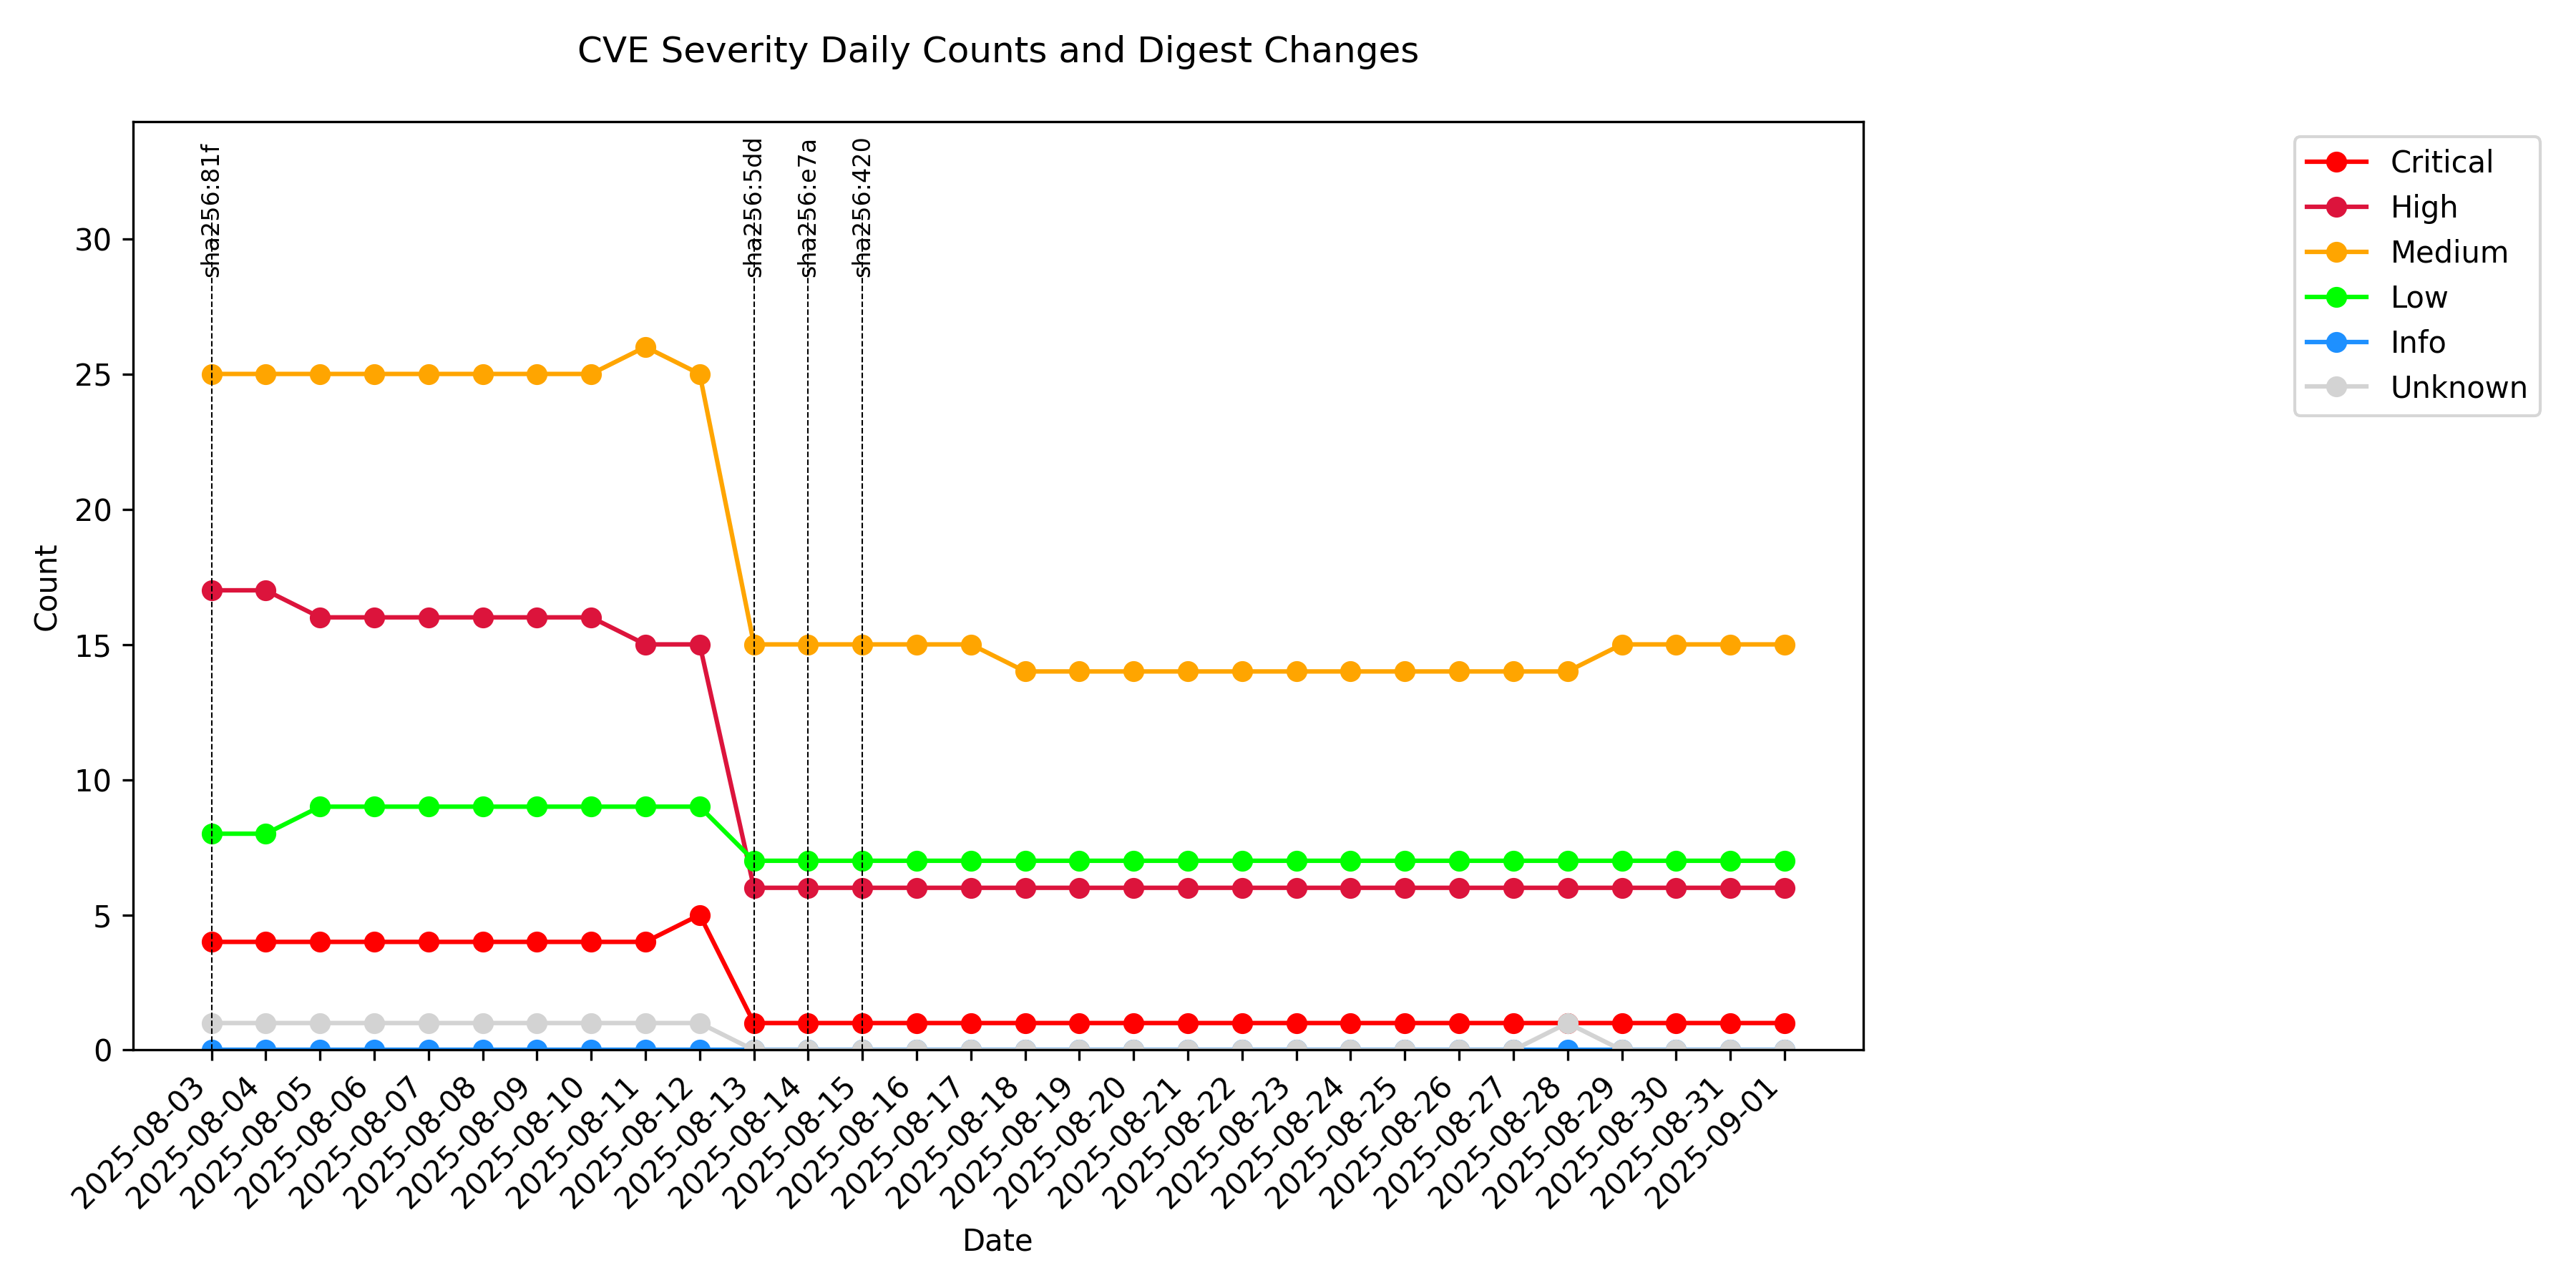 CVE Severity Daily Counts and Digest Changes
sha256:81f
sha256:5dd
sha256:e7a
sha256:420
Critical
High
Medium
Low
Info
Unknown
Count
30
25
20
15
10
5
0
2025-08-03
2025-08-04
2025-08-05
2025-08-06
2025-08-07
2025-08-08
2025-08-09
2025-08-10
2025-08-11
2025-08-12
2025-08-13
2025-08-14
2025-08-15
2025-08-16
2025-08-17
2025-08-18
2025-08-19
2025-08-20
2025-08-21
2025-08-22
2025-08-23
2025-08-24
2025-08-25
2025-08-26
2025-08-27
2025-08-28
2025-08-29
2025-08-30
2025-08-31
2025-09-01
Date